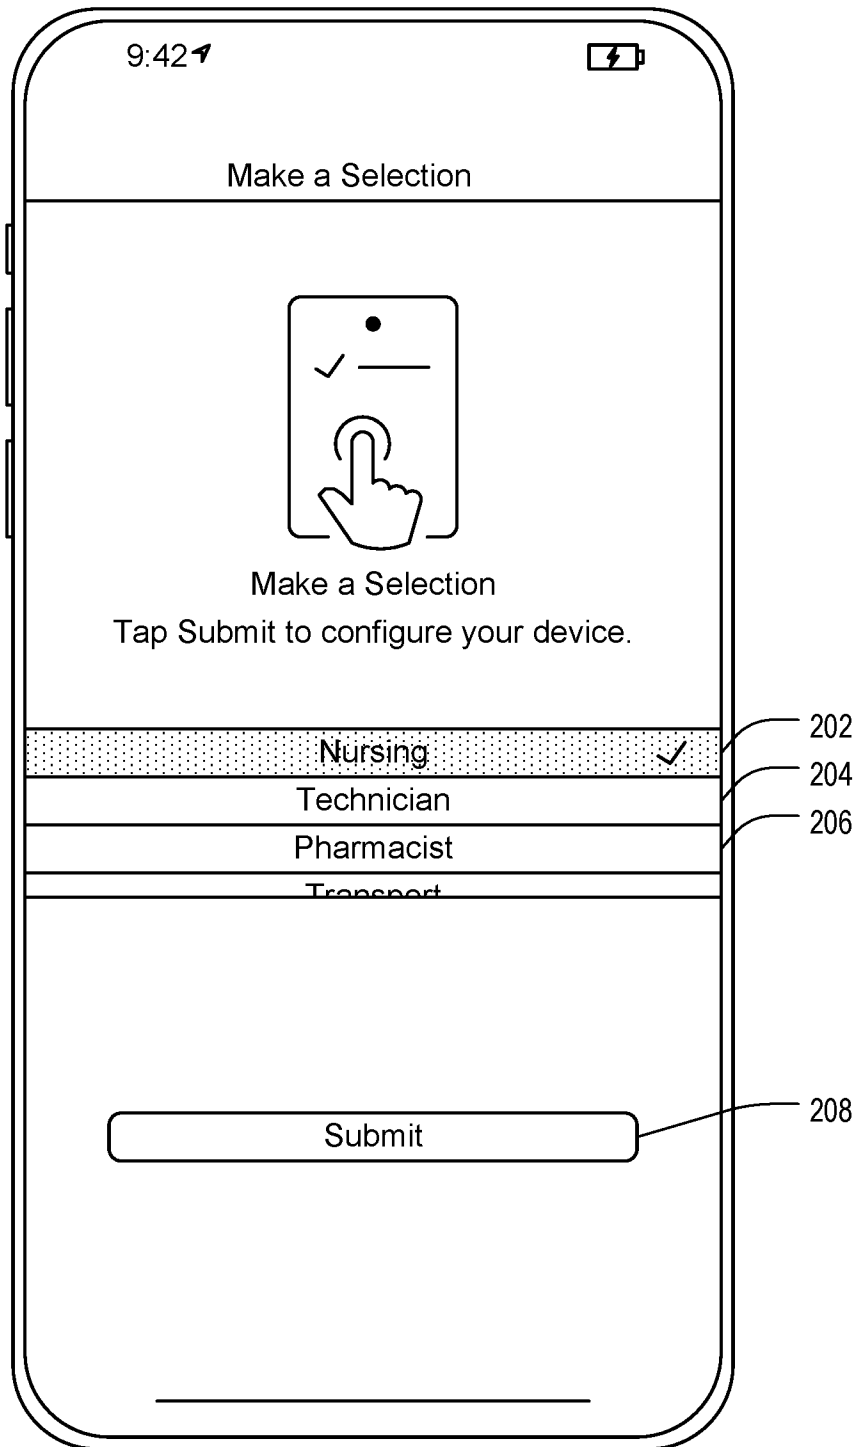 9:42
Make a Selection
Make a Selection
Tap Submit to configure your device.
Nursing
Technician
Pharmacist
Transport
Submit
202
204
206
208